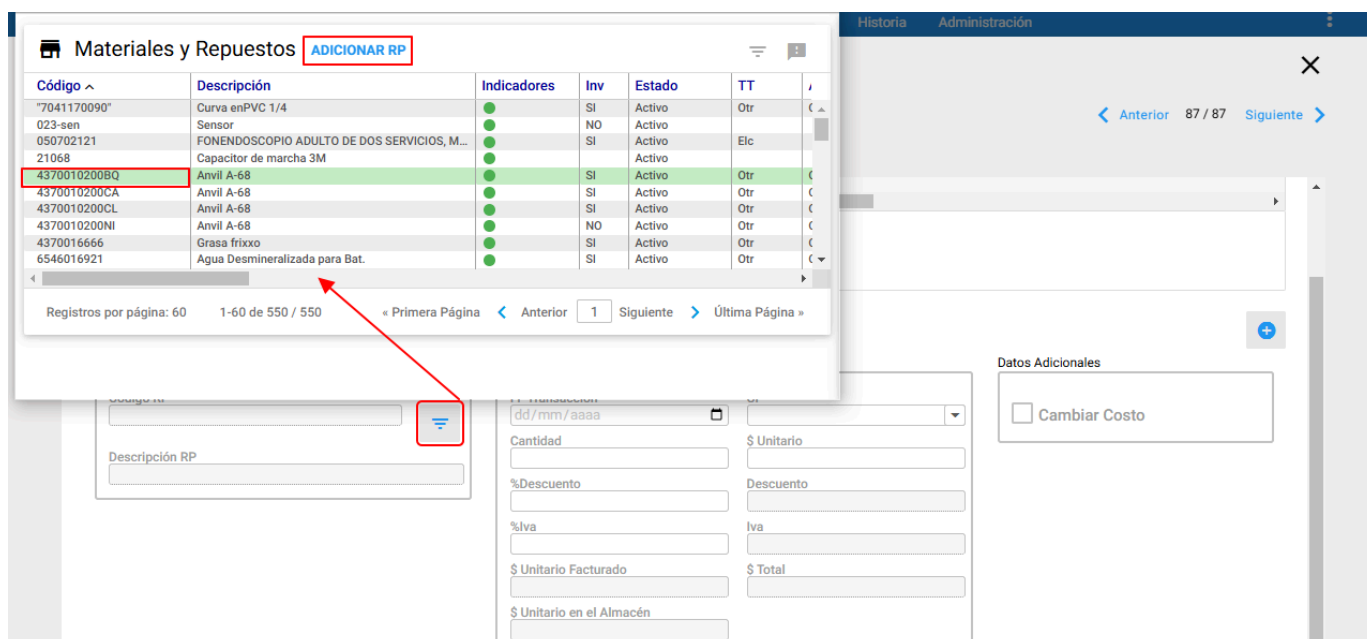 Historia Administración
Materiales y Repuestos ADICIONAR RP
Código Descripción Indicadores Inv Estado TT
"7041170090" Curva enPVC 1/4 SI Activo Otr
023-sen Sensor NO Activo
050702121 FONENDOSCOPIO ADULTO DE DOS SERVICIOS, M... SI Activo Elc
21068 Capacitor de marcha 3M Activo
4370010200BQ Anvil A-68 SI Activo Otr
4370010200CA Anvil A-68 SI Activo Otr
4370010200CL Anvil A-68 SI Activo Otr
4370010200NI Anvil A-68 NO Activo Otr
4370016666 Grasa frixxo SI Activo Otr
6546016921 Agua Desmineralizada para Bat. SI Activo Otr
Registros por página: 60 1-60 de 550 / 550 « Primera Página Anterior 1 Siguiente Última Página »
Anterior 87 / 87 Siguiente
Datos Adicionales
Cambiar Costo
Código RP
Descripción RP
Transacción
dd/mm/aaaa
Cantidad $ Unitario
%Descuento Descuento
%Iva Iva
$ Unitario Facturado $ Total
$ Unitario en el Almacén